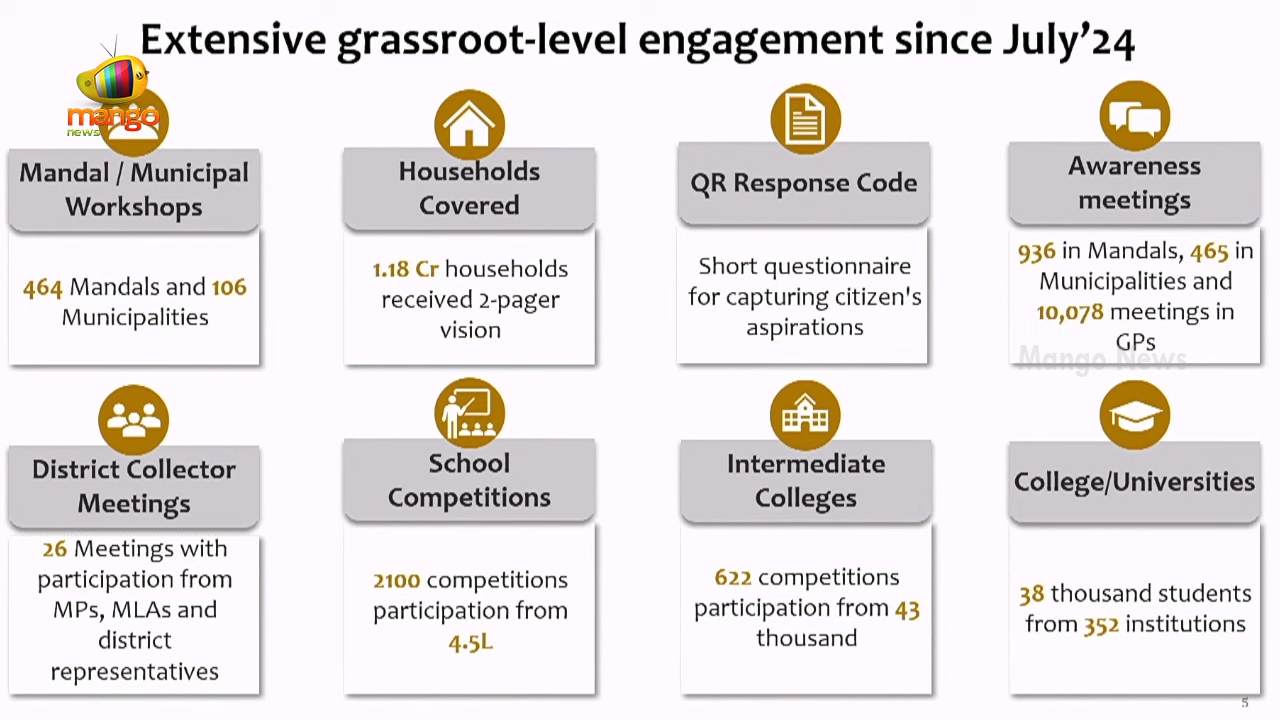 Extensive grassroot-level engagement since July’24
mango
news
Mandal / Municipal
Workshops
464 Mandals and 106
Municipalities
Households
Covered
1.18 Cr households
received 2-pager
vision
QR Response Code
Short questionnaire
for capturing citizen's
aspirations
Awareness
meetings
936 in Mandals, 465 in
Municipalities and
10,078 meetings in
GPs
Mango News
District Collector
Meetings
26 Meetings with
participation from
MPs, MLAs and
district
representatives
School
Competitions
2100 competitions
participation from
4.5L
Intermediate
Colleges
622 competitions
participation from 43
thousand
College/Universities
38 thousand students
from 352 institutions
5